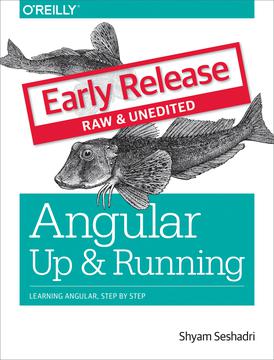 O'REILLY®
Early Release
RAW & UNEDITED
Angular
Up & Running
LEARNING ANGULAR, STEP BY STEP
Shyam Seshadri